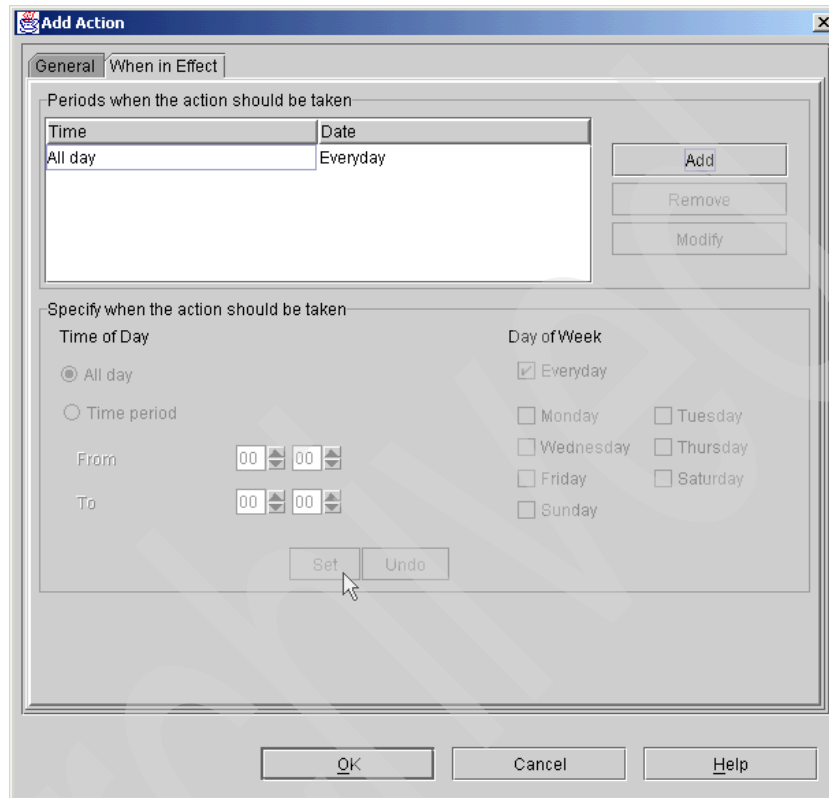 Add Action
General When in Effect
Periods when the action should be taken
Time Date
All day Everyday
Add
Remove
Modify
Specify when the action should be taken
Time of Day Day of Week
All day Everyday
Time period Monday Tuesday
Wednesday Thursday
From 00 00
Friday Saturday
To 00 00
Sunday
Set Undo
OK Cancel Help